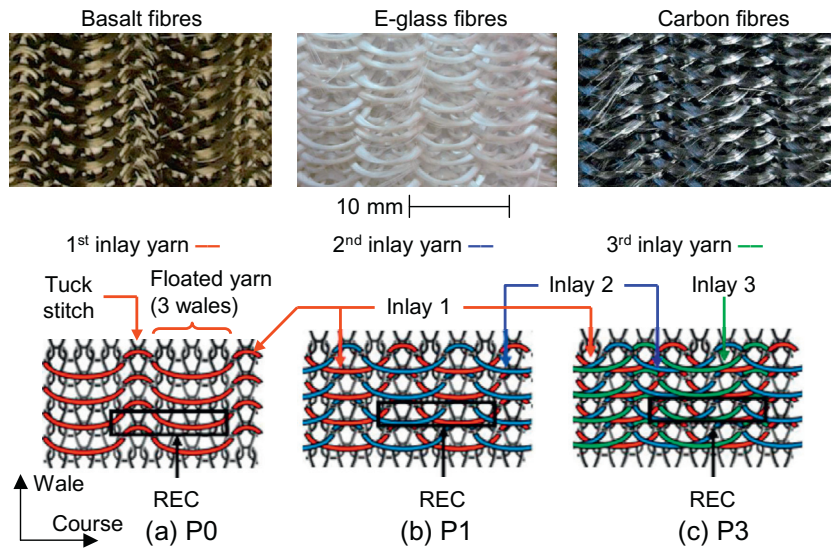 Basalt fibres
E-glass fibres
Carbon fibres
10 mm
1st inlay yarn
2nd inlay yarn
3rd inlay yarn
Tuck
stitch
Floated yarn
(3 wales)
Inlay 1
Inlay 2
Inlay 3
REC
REC
REC
Wale
Course
(a) P0
(b) P1
(c) P3